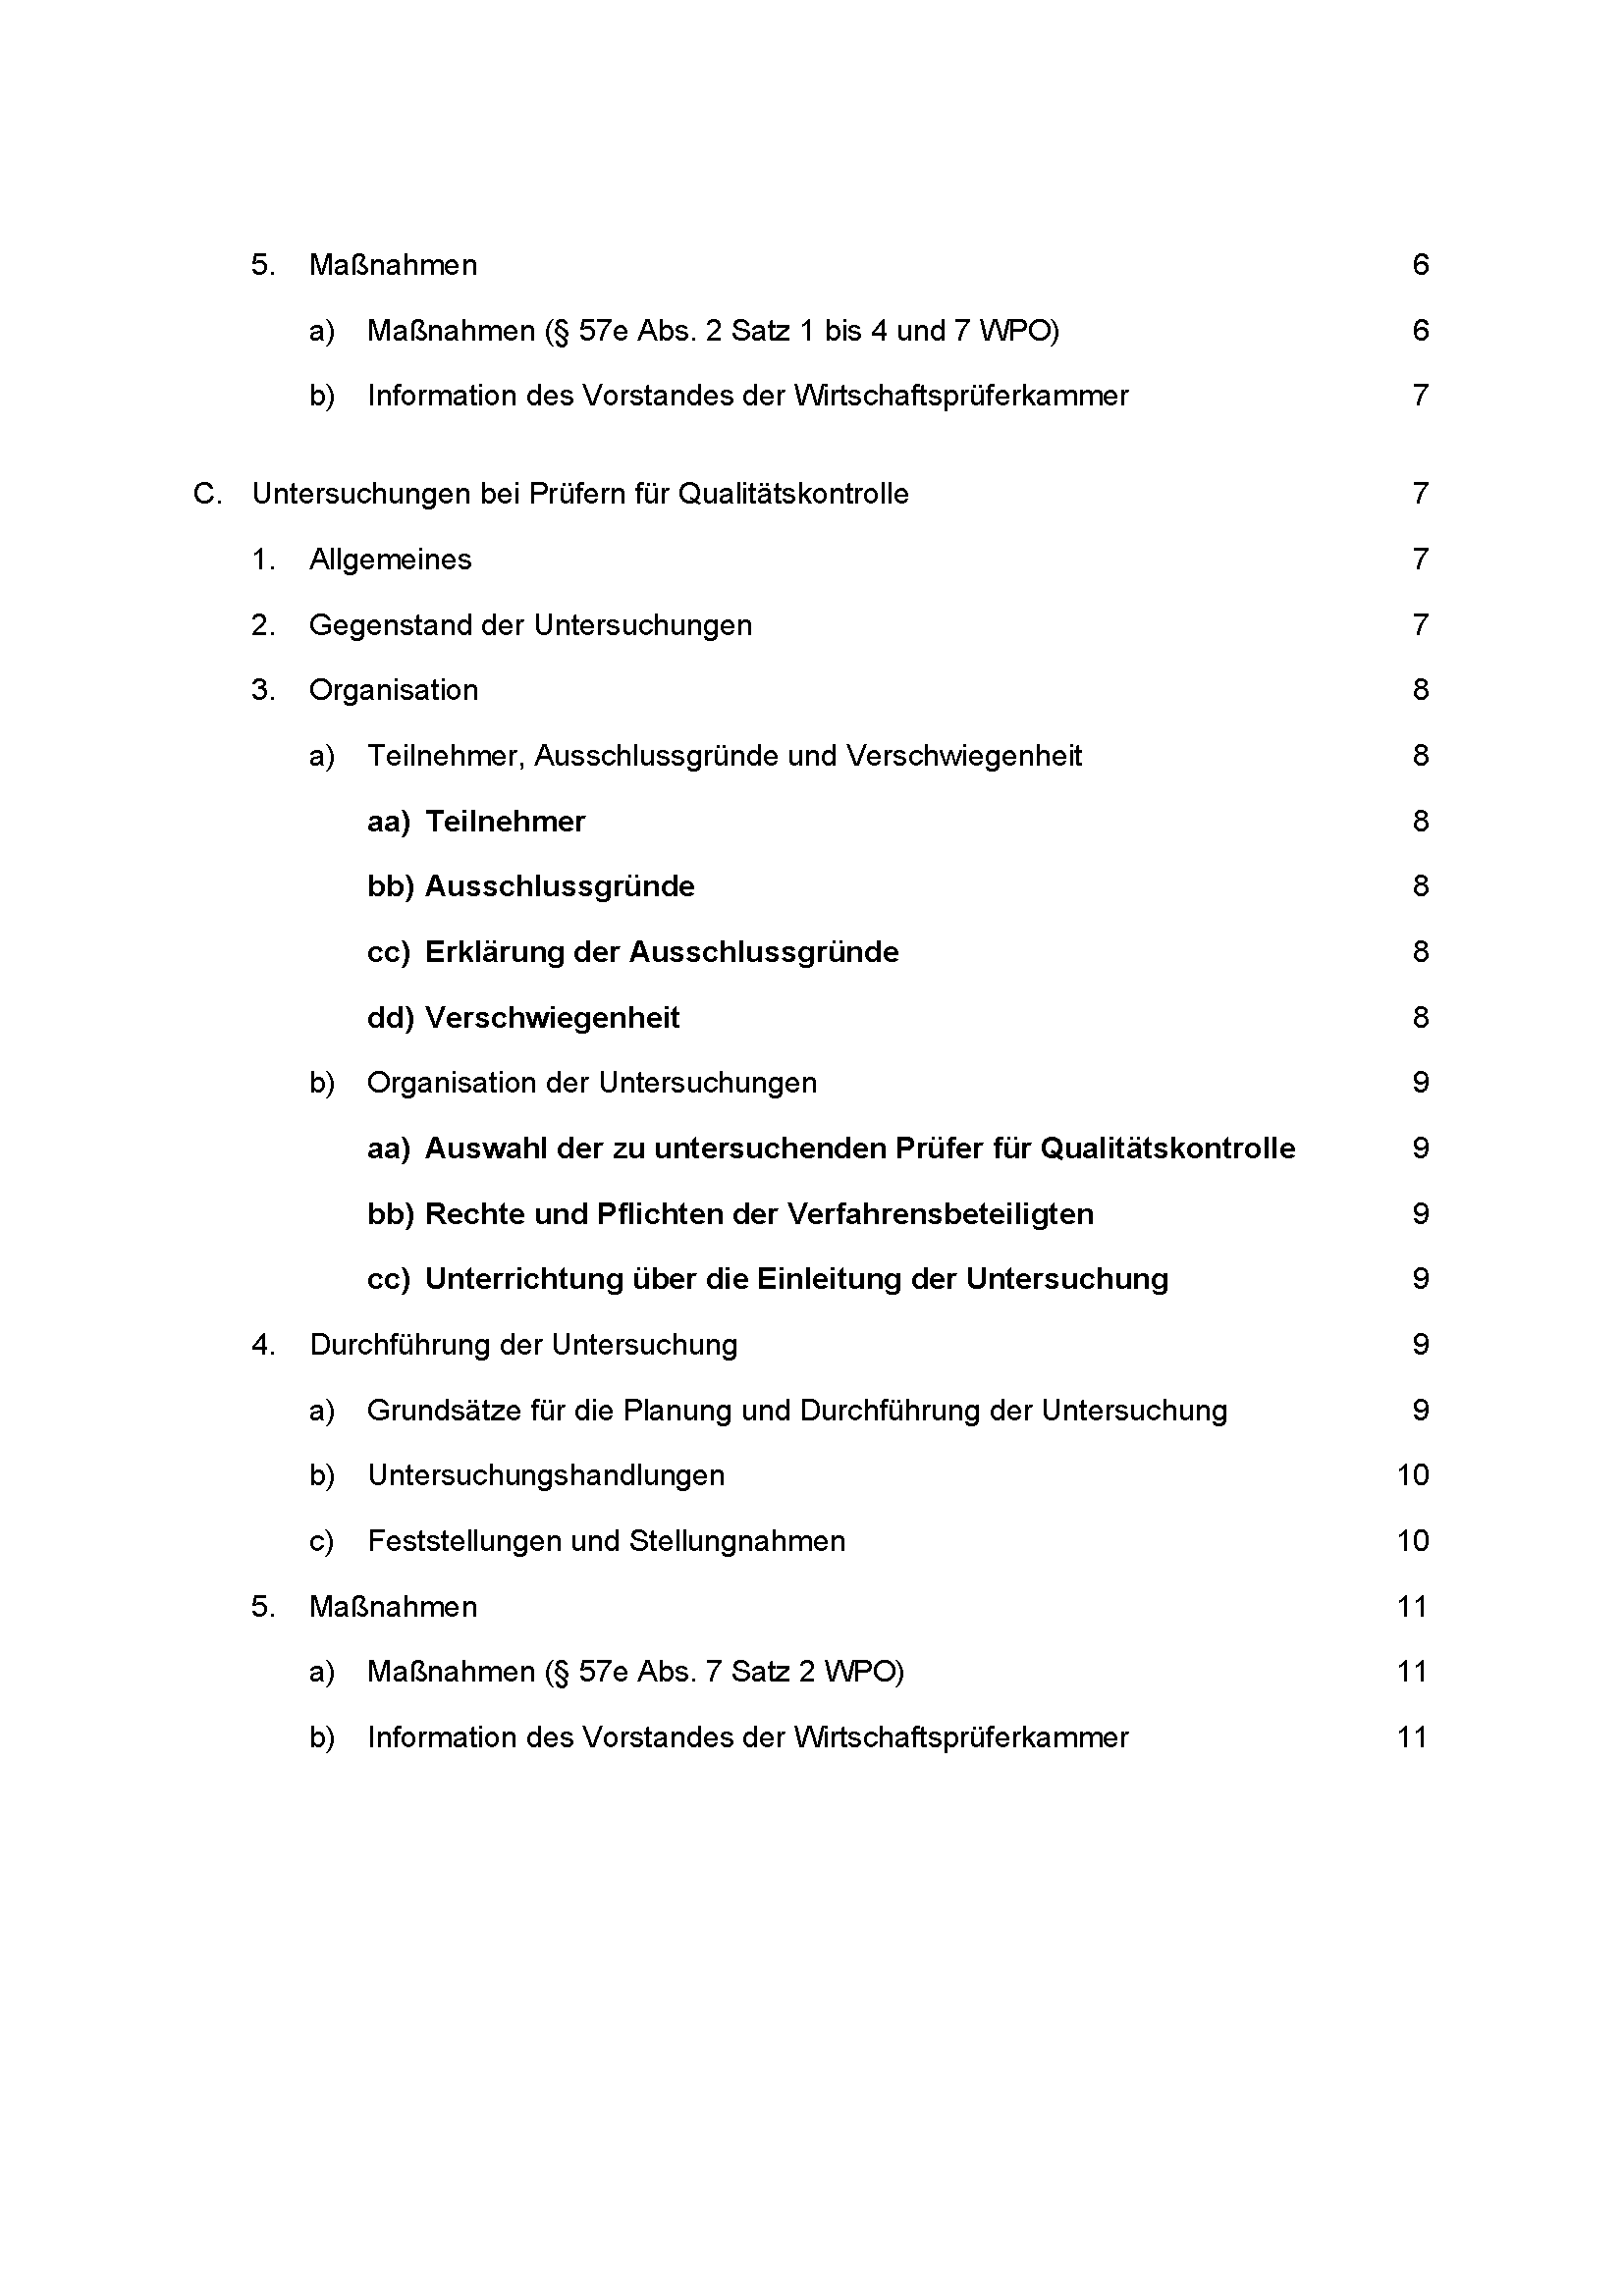 5. Maßnahmen 6
a) Maßnahmen (§ 57e Abs. 2 Satz 1 bis 4 und 7 WPO) 6
b) Information des Vorstandes der Wirtschaftsprüferkammer 7
C. Untersuchungen bei Prüfern für Qualitätskontrolle 7
1. Allgemeines 7
2. Gegenstand der Untersuchungen 7
3. Organisation 8
a) Teilnehmer, Ausschlussgründe und Verschwiegenheit 8
aa) Teilnehmer 8
bb) Ausschlussgründe 8
cc) Erklärung der Ausschlussgründe 8
dd) Verschwiegenheit 8
b) Organisation der Untersuchungen 9
aa) Auswahl der zu untersuchenden Prüfer für Qualitätskontrolle 9
bb) Rechte und Pflichten der Verfahrensbeteiligten 9
cc) Unterrichtung über die Einleitung der Untersuchung 9
4. Durchführung der Untersuchung 9
a) Grundsätze für die Planung und Durchführung der Untersuchung 9
b) Untersuchungshandlungen 10
c) Feststellungen und Stellungnahmen 10
5. Maßnahmen 11
a) Maßnahmen (§ 57e Abs. 7 Satz 2 WPO) 11
b) Information des Vorstandes der Wirtschaftsprüferkammer 11